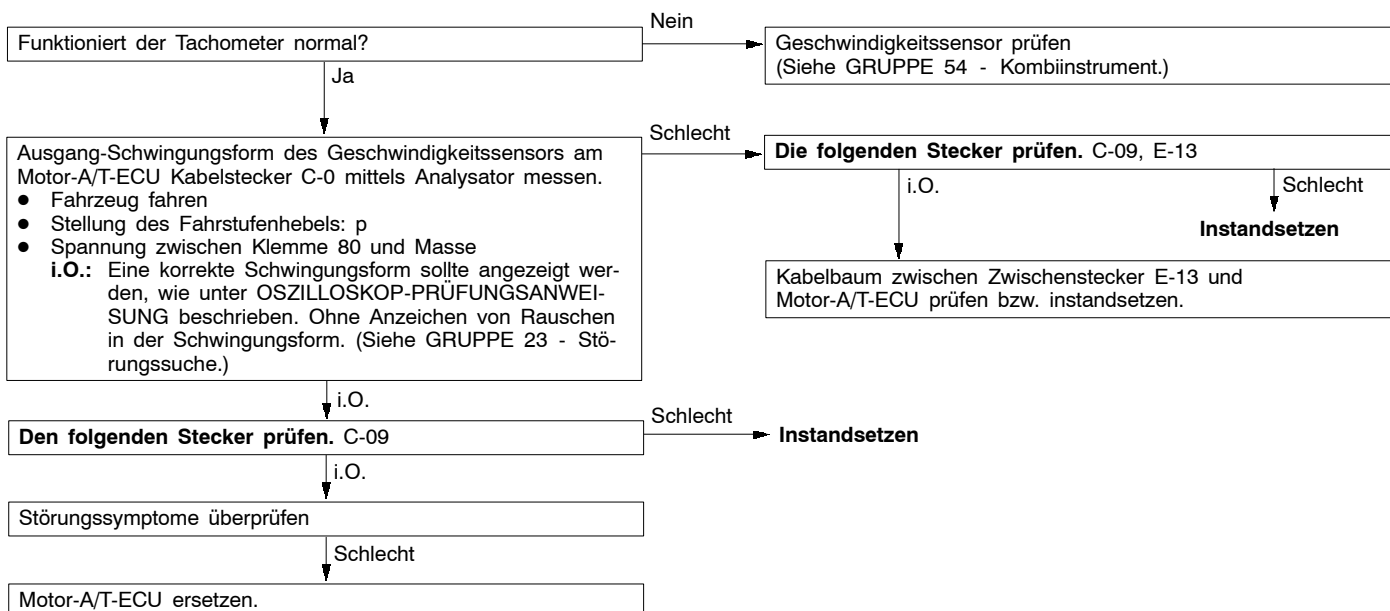 Funktioniert der Tachometer normal?
Nein
Geschwindigkeitssensor prüfen
(Siehe GRUPPE 54 - Kombiinstrument.)
Ja
Ausgang-Schwingungsform des Geschwindigkeitssensors am
Motor-A/T-ECU Kabelstecker C-0 mittels Analysator messen.
● Fahrzeug fahren
● Stellung des Fahrstufenhebels: p
● Spannung zwischen Klemme 80 und Masse
i.O.: Eine korrekte Schwingungsform sollte angezeigt wer-
den, wie unter OSZILLOSKOP-PRÜFUNGSANWEI-
SUNG beschrieben. Ohne Anzeichen von Rauschen
in der Schwingungsform. (Siehe GRUPPE 23 - Stö-
rungssuche.)
Schlecht
Die folgenden Stecker prüfen. C-09, E-13
i.O.
Schlecht
Instandsetzen
Kabelbaum zwischen Zwischenstecker E-13 und
Motor-A/T-ECU prüfen bzw. instandsetzen.
i.O.
Den folgenden Stecker prüfen. C-09
Schlecht
Instandsetzen
i.O.
Störungssymptome überprüfen
Schlecht
Motor-A/T-ECU ersetzen.